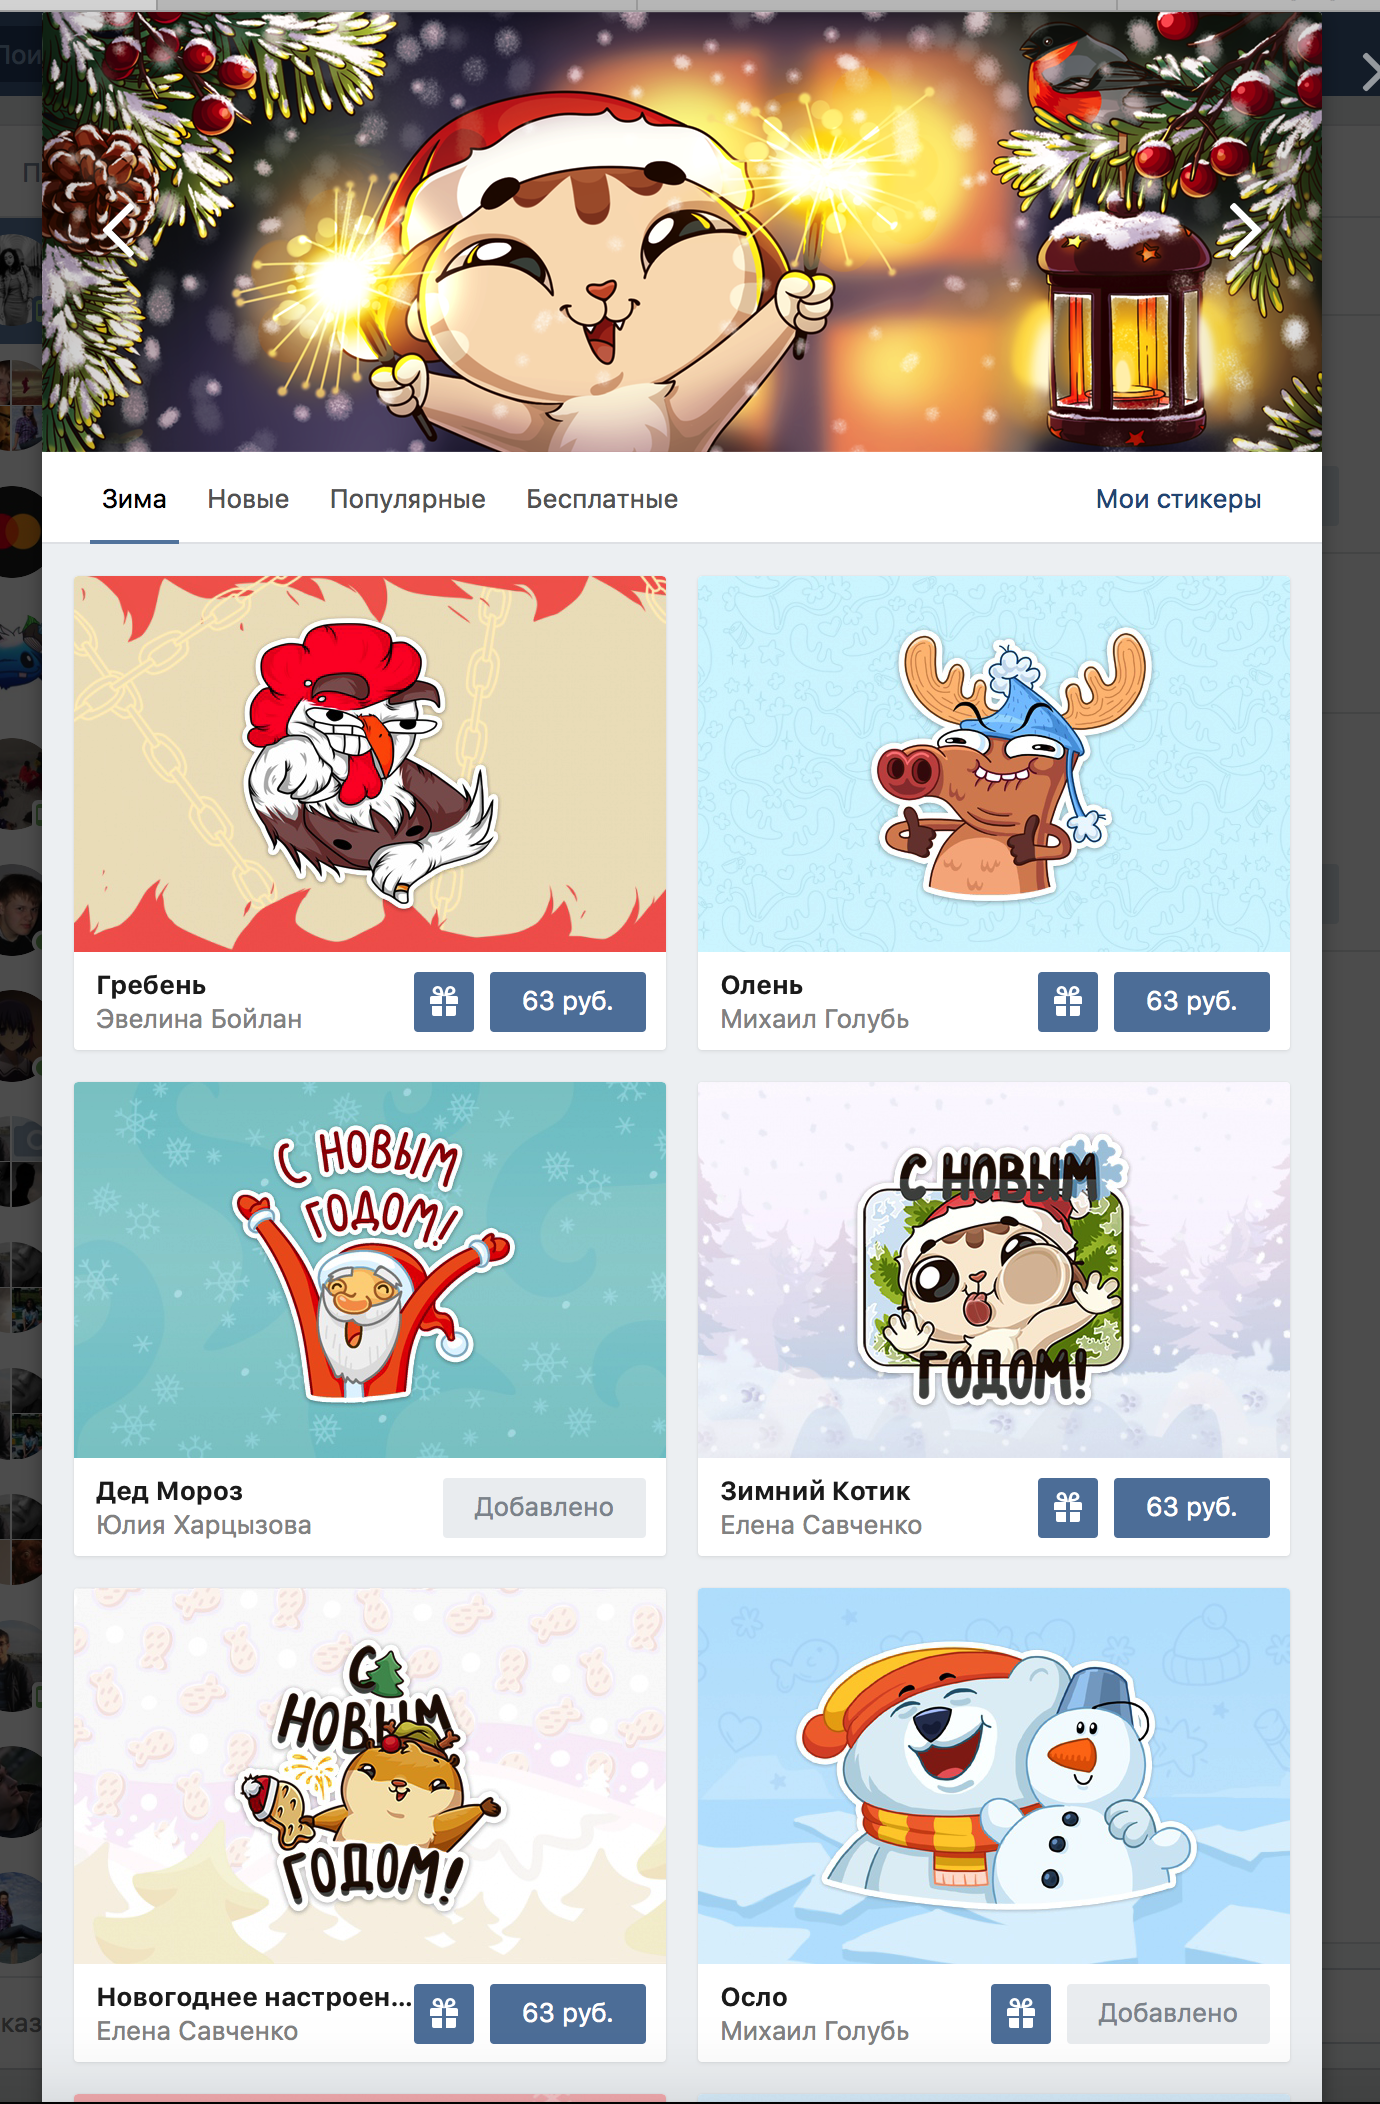 Зима Новые Популярные Бесплатные Мои стикеры
Гребень
Эвелина Бойлан
63 руб.
Олень
Михаил Голубь
63 руб.
С НОВЫМ
ГОДОМ!
Дед Мороз
Юлия Харцызова
Добавлено
С НОВЫМ
ГОДОМ!
Зимний Котик
Елена Савченко
63 руб.
С
НОВЫМ
ГОДОМ!
Новогоднее настроен...
Елена Савченко
63 руб.
Осло
Михаил Голубь
Добавлено